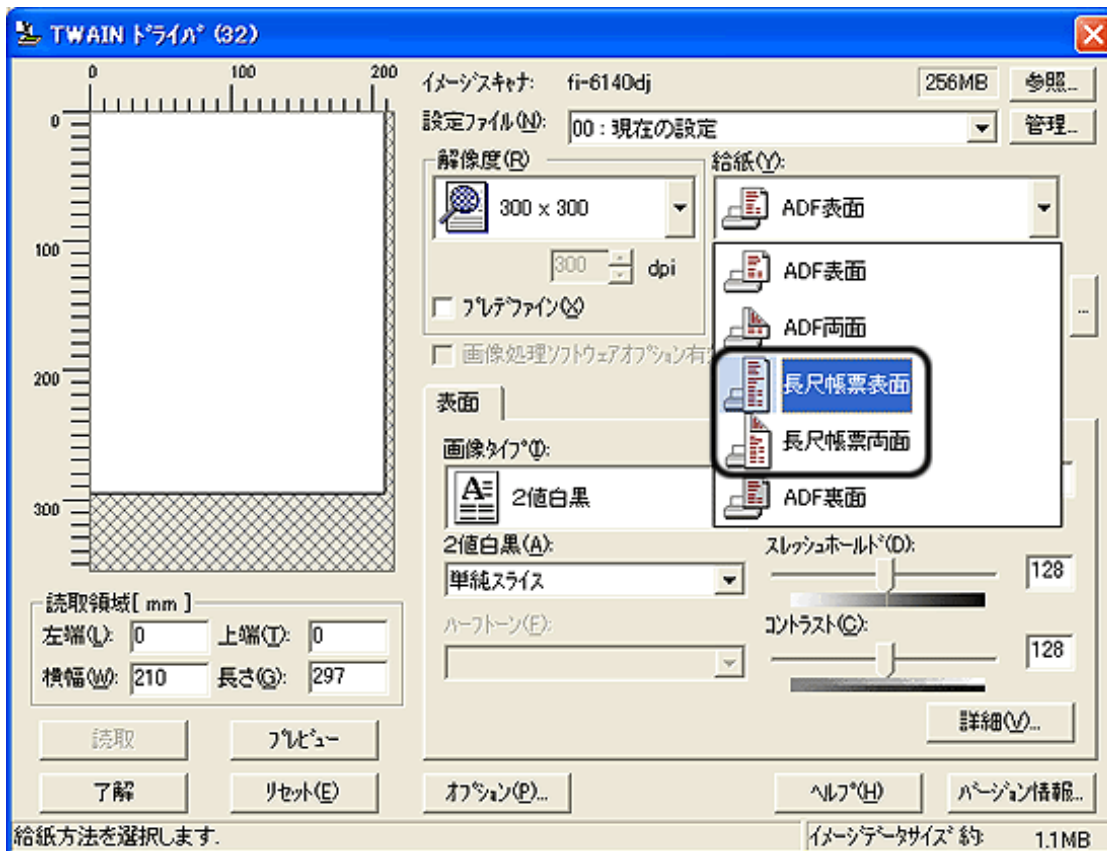 TWAIN ﾄﾞﾗｲﾊﾞ (32)
0 100 200
0
100
200
300
ｲﾒｰｼﾞｽｷｬﾅ: fi-6140dj 256MB 参照...
設定ﾌｧｲﾙ(N): 00 : 現在の設定 管理...
解像度(R)
300 × 300
300 dpi
ﾌﾟﾚﾃﾞﾌｧｲﾝ(X)
給紙(Y):
ADF表面
ADF表面
ADF両面
長尺帳票表面
長尺帳票両面
ADF裏面
...
画像処理ｿﾌﾄｳｪｱｵﾌﾟｼｮﾝ有
表面
画像ﾀｲﾌﾟ(I):
2値白黒
2値白黒(A):
単純ｽﾗｲｽ
ﾊｰﾌﾄｰﾝ(F):
ｽﾚｯｼｭﾎｰﾙﾄﾞ(D):
128
ｺﾝﾄﾗｽﾄ(C):
128
詳細(V)...
読取領域[ mm ]
左端(L): 0 上端(T): 0
横幅(W): 210 長さ(G): 297
読取 ﾌﾟﾚﾋﾞｭｰ
了解 ﾘｾｯﾄ(E) ｵﾌﾟｼｮﾝ(P)... ﾍﾙﾌﾟ(H) ﾊﾞｰｼﾞｮﾝ情報...
給紙方法を選択します. ｲﾒｰｼﾞﾃﾞｰﾀｻｲｽﾞ 約: 1.1MB